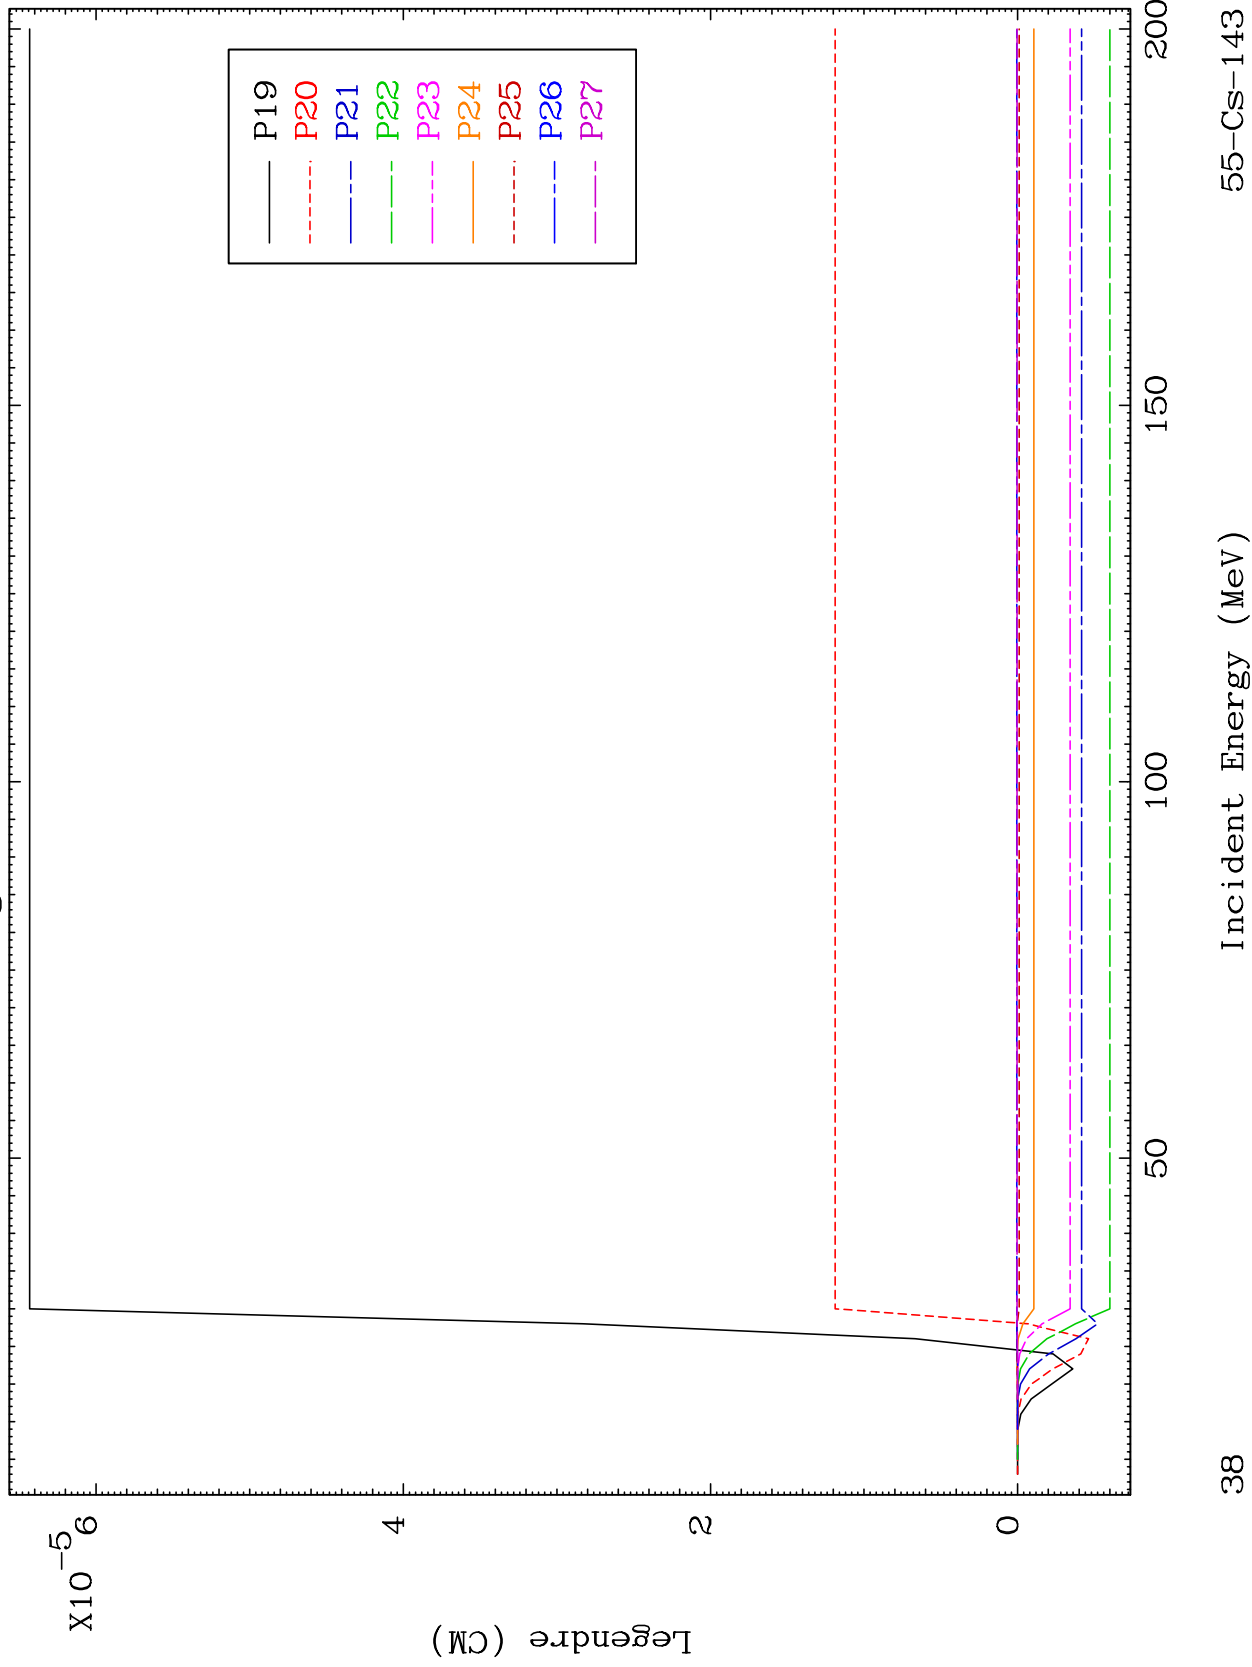 X10⁻⁵
6
4
2
0
Legendre (CM)
P19
P20
P21
P22
P23
P24
P25
P26
P27
50
100
150
200
Incident Energy (MeV)
38
55-Cs-143